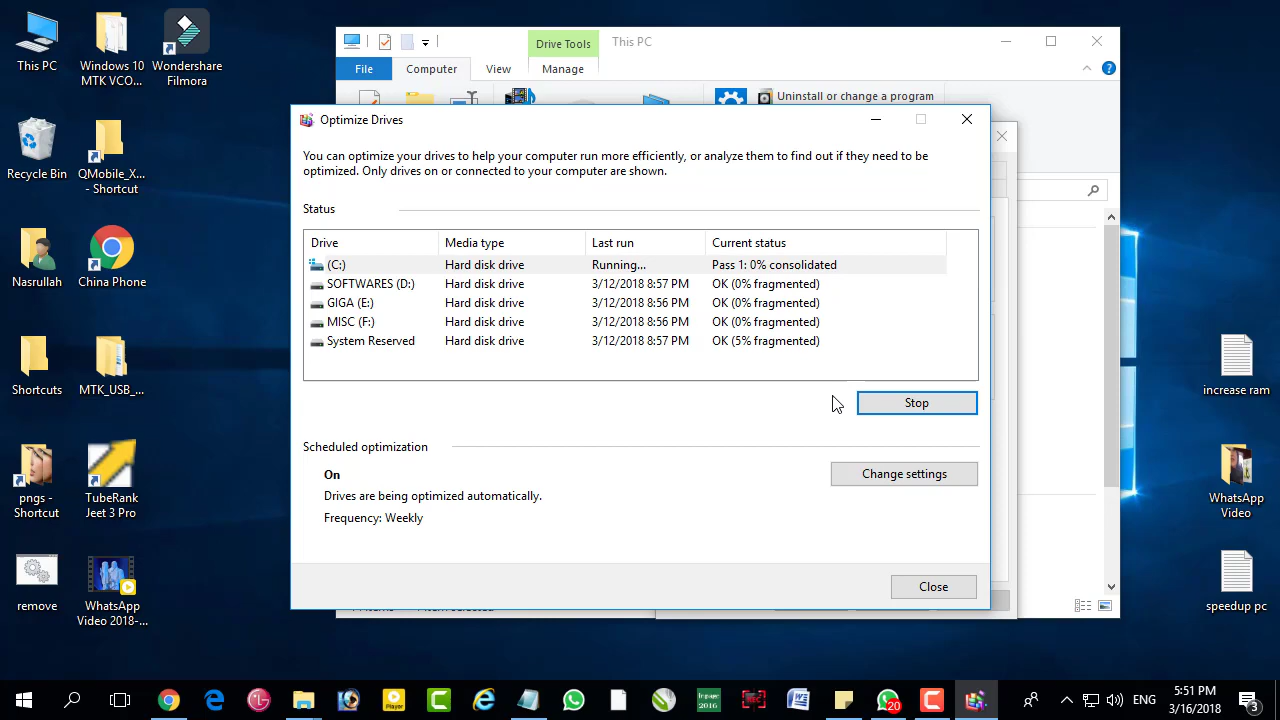 This PC
Windows 10
MTK VCO...
Wondershare
Filmora
Recycle Bin
QMobile_X...
- Shortcut
Nasrullah
China Phone
Shortcuts
MTK_USB_...
pngs -
Shortcut
TubeRank
Jeet 3 Pro
remove
WhatsApp
Video 2018-...
Drive Tools
This PC
File
Computer
View
Manage
Uninstall or change a program
Optimize Drives
You can optimize your drives to help your computer run more efficiently, or analyze them to find out if they need to be
optimized. Only drives on or connected to your computer are shown.
Status
Drive Media type Last run Current status
(C:) Hard disk drive Running... Pass 1: 0% consolidated
SOFTWARES (D:) Hard disk drive 3/12/2018 8:57 PM OK (0% fragmented)
GIGA (E:) Hard disk drive 3/12/2018 8:56 PM OK (0% fragmented)
MISC (F:) Hard disk drive 3/12/2018 8:56 PM OK (0% fragmented)
System Reserved Hard disk drive 3/12/2018 8:57 PM OK (5% fragmented)
Stop
Scheduled optimization
On
Drives are being optimized automatically.
Frequency: Weekly
Change settings
Close
increase ram
WhatsApp
Video
speedup pc
Player
Inpage
2016
REC
20
ENG
5:51 PM
3/16/2018
3